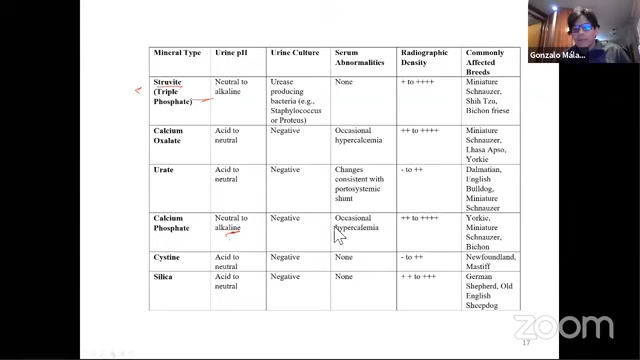 Gonzalo Mála...
Mineral Type Urine pH Urine Culture Serum Abnormalities Radiographic Density Commonly Affected Breeds
Struvite (Triple Phosphate) Neutral to alkaline Urease producing bacteria (e.g., Staphylococcus or Proteus) None + to ++++ Miniature Schnauzer, Shih Tzu, Bichon friese
Calcium Oxalate Acid to neutral Negative Occasional hypercalcemia ++ to ++++ Miniature Schnauzer, Lhasa Apso, Yorkie
Urate Acid to neutral Negative Changes consistent with portosystemic shunt - to ++ Dalmatian, English Bulldog, Miniature Schnauzer
Calcium Phosphate Neutral to alkaline Negative Occasional hypercalemia ++ to ++++ Yorkie, Miniature Schnauzer, Bichon
Cystine Acid to neutral Negative None - to ++ Newfoundland, Mastiff
Silica Acid to neutral Negative None + + to +++ German Shepherd, Old English Sheepdog
zoom
17